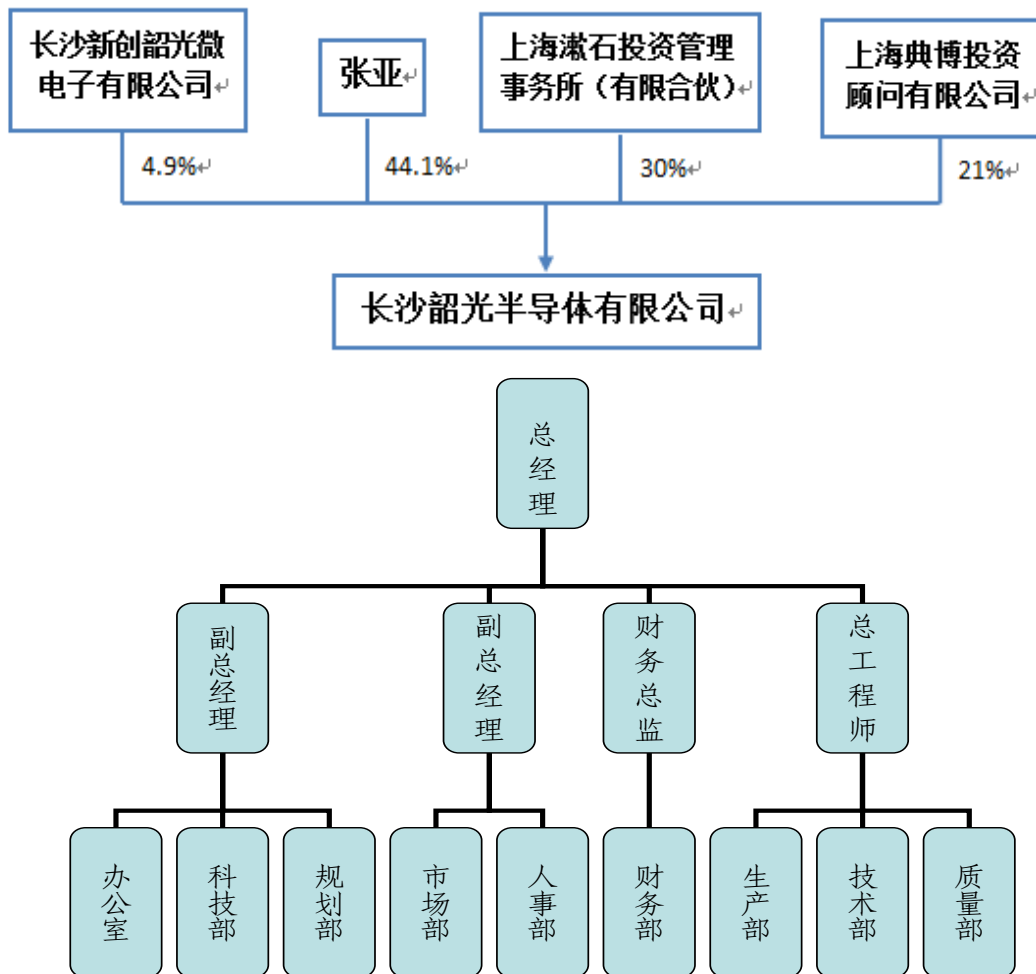 长沙新创韶光微
电子有限公司↵
张亚↵
上海漱石投资管理
事务所（有限合伙）↵
上海典博投资
顾问有限公司↵
4.9%↵
44.1%↵
30%↵
21%↵
长沙韶光半导体有限公司↵
总经理
副总经理
副总经理
财务总监
总工程师
办公室
科技部
规划部
市场部
人事部
财务部
生产部
技术部
质量部